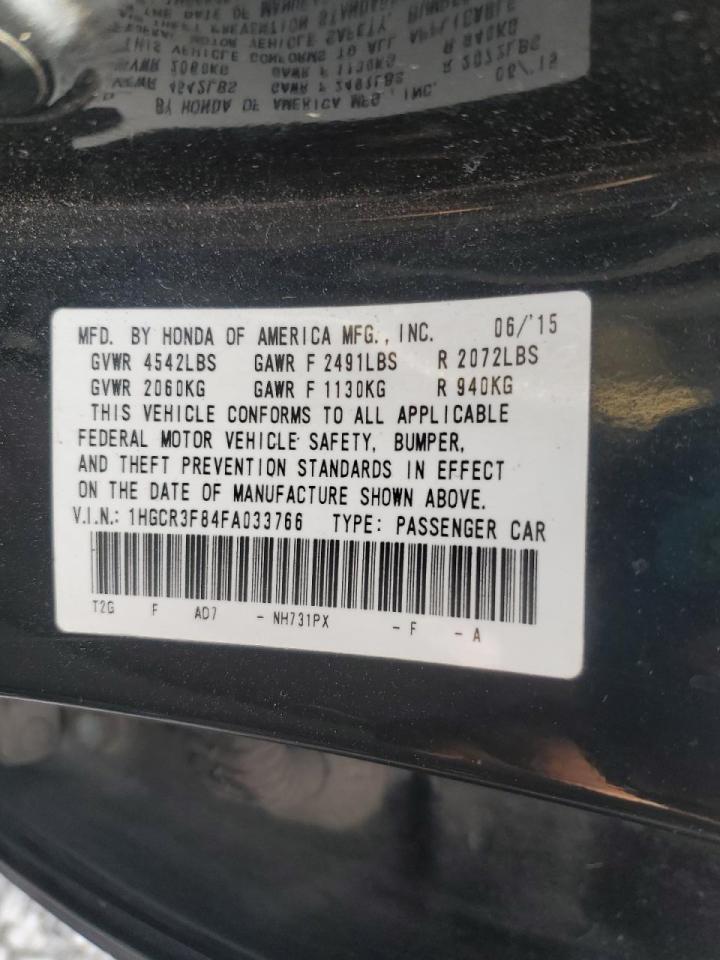 MFD. BY HONDA OF AMERICA MFG., INC. 06/'15
GVWR 4542LBS GAWR F 2491LBS R 2072LBS
GVWR 2060KG GAWR F 1130KG R 940KG
THIS VEHICLE CONFORMS TO ALL APPLICABLE
FEDERAL MOTOR VEHICLE SAFETY, BUMPER,
AND THEFT PREVENTION STANDARDS IN EFFECT
ON THE DATE OF MANUFACTURE SHOWN ABOVE.
V.I.N.: 1HGCR3F84FA033766 TYPE: PASSENGER CAR
T2G F AD7 - NH731PX - F - A